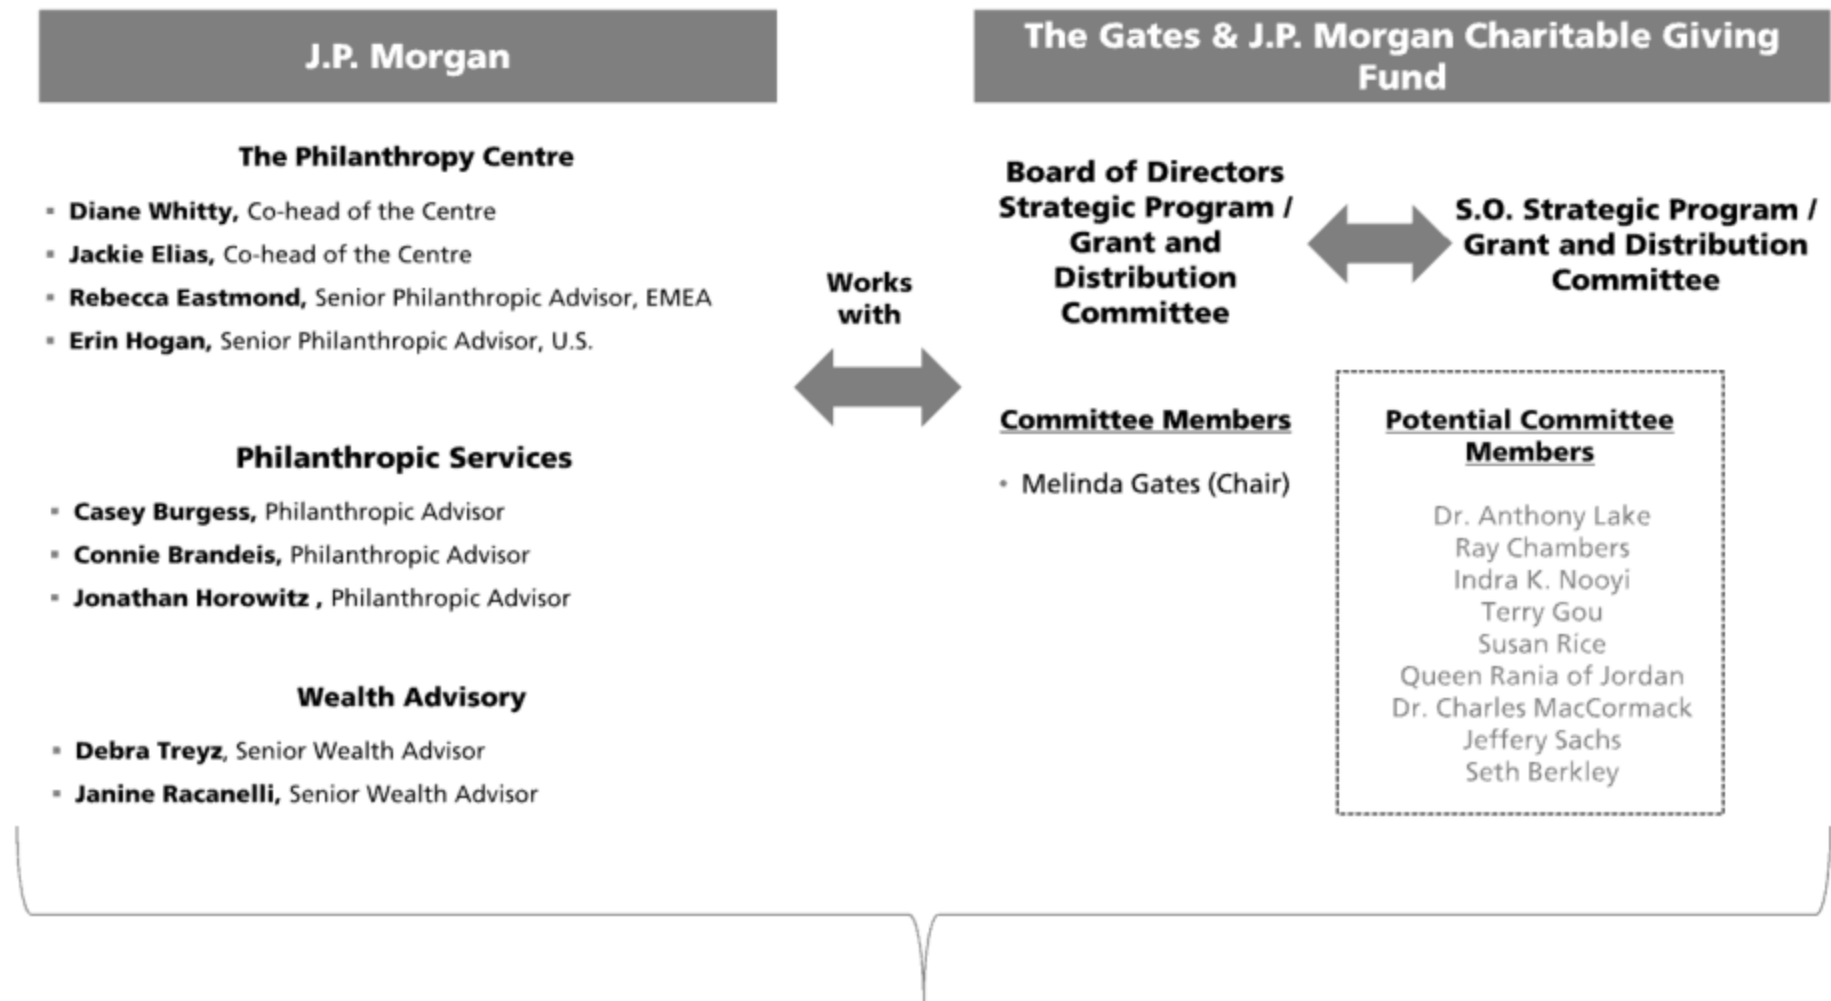 J.P. Morgan
The Philanthropy Centre
▪ Diane Whitty, Co-head of the Centre
▪ Jackie Elias, Co-head of the Centre
▪ Rebecca Eastmond, Senior Philanthropic Advisor, EMEA
▪ Erin Hogan, Senior Philanthropic Advisor, U.S.
Philanthropic Services
▪ Casey Burgess, Philanthropic Advisor
▪ Connie Brandeis, Philanthropic Advisor
▪ Jonathan Horowitz , Philanthropic Advisor
Wealth Advisory
▪ Debra Treyz, Senior Wealth Advisor
▪ Janine Racanelli, Senior Wealth Advisor
Works
with
The Gates & J.P. Morgan Charitable Giving
Fund
Board of Directors
Strategic Program /
Grant and
Distribution
Committee
S.O. Strategic Program /
Grant and Distribution
Committee
Committee Members
• Melinda Gates (Chair)
Potential Committee
Members
Dr. Anthony Lake
Ray Chambers
Indra K. Nooyi
Terry Gou
Susan Rice
Queen Rania of Jordan
Dr. Charles MacCormack
Jeffery Sachs
Seth Berkley